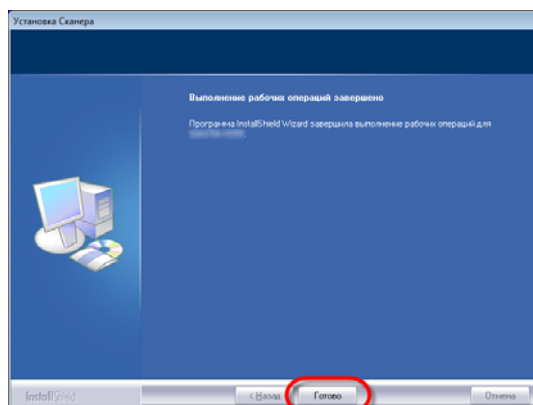 Установка Сканера
Выполнение рабочих операций завершено
Программа InstallShield Wizard завершила выполнение рабочих операций для
.
InstallShield
< Назад
Готово
Отмена